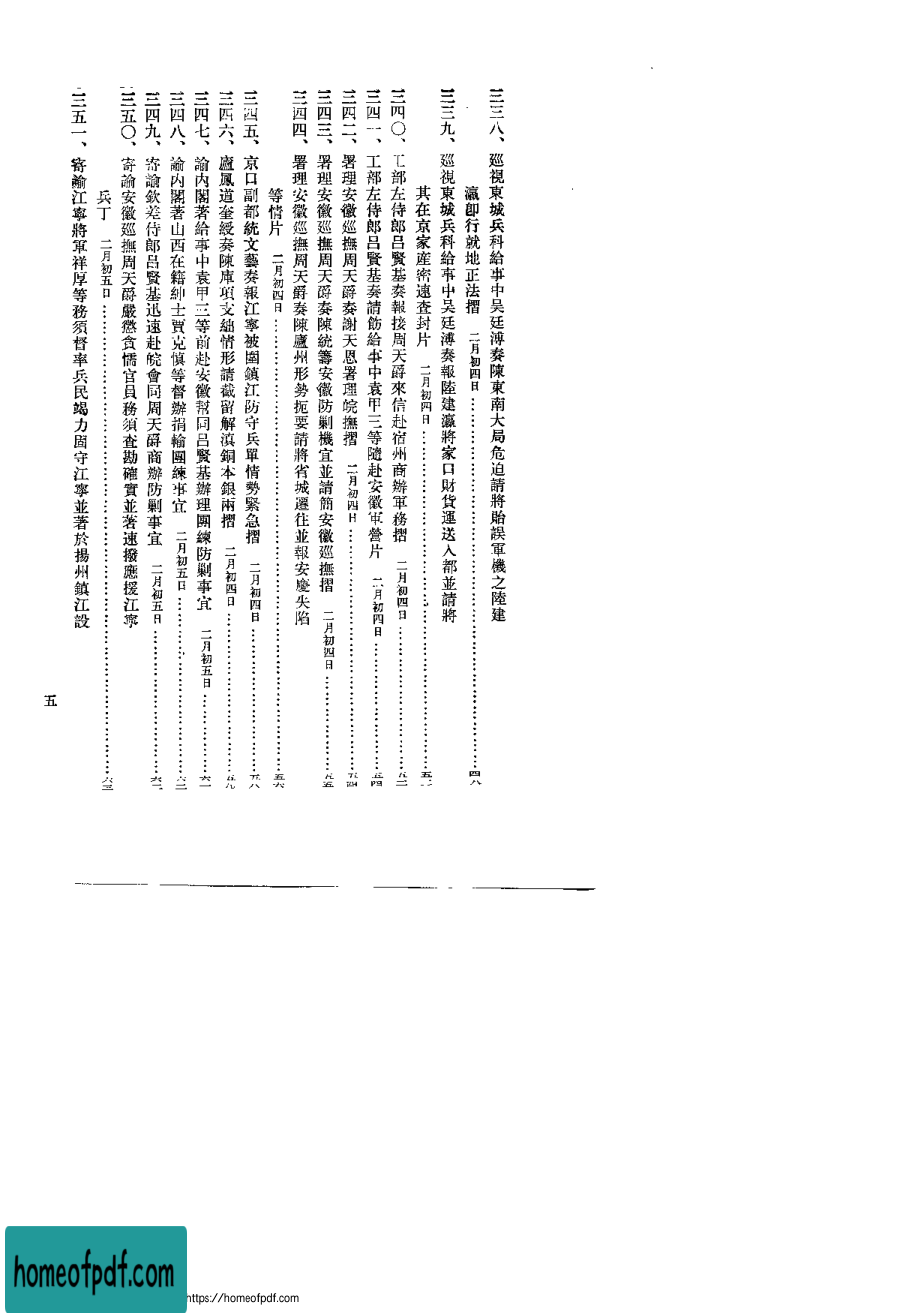 三三八、巡視東城兵科給事中吴廷溥奏陳東南大局危迫請將貽誤軍機之陸建
瀛卽行就地正法摺　二月初四日……四八
三三九、巡視東城兵科給事中吴廷溥奏報陸建瀛將家口財貨運送入都並請將
其在京家產密速查封片　二月初四日……
三四〇、工部左侍郎呂賢基奏報接周天爵來信赴宿州商辦軍務摺　二月初四日……
三四一、工部左侍郎呂賢基奏請飭給事中袁甲三等隨赴安徽軍營片　二月初四日……五四
三四二、署理安徽巡撫周天爵奏謝天恩署理皖撫摺　二月初四日……五四
三四三、署理安徽巡撫周天爵奏陳統籌安徽防剿機宜並請簡安徽巡撫摺　二月初四日……五五
三四四、署理安徽巡撫周天爵奏陳廬州形勢扼要請將省城遷往並報安慶失陷
等情片　二月初四日……五六
三四五、京口副都統文藝奏報江寧被圍鎮江防守兵單情勢緊急摺　二月初四日……五八
三四六、廬鳳道奎綬奏陳庫項支絀情形請截留解滇銅本銀兩摺　二月初四日……五九
三四七、諭內閣著給事中袁甲三等前赴安徽幫同呂賢基辦理團練防剿事宜　二月初五日……
三四八、諭內閣著山西在籍紳士賈克慎等督辦捐輸團練事宜　二月初五日……
三四九、寄諭欽差侍郎呂賢基迅速赴皖會同周天爵商辦防剿事宜　二月初五日……
三五〇、寄諭安徽巡撫周天爵嚴懲貪懦官員務須查勘確實並著速撥應援江寧
兵丁　二月初五日……六三
三五一、寄諭江寧將軍祥厚等務須督率兵民竭力固守江寧並著於揚州鎮江設
五
homeofpdf.com
https://homeofpdf.com